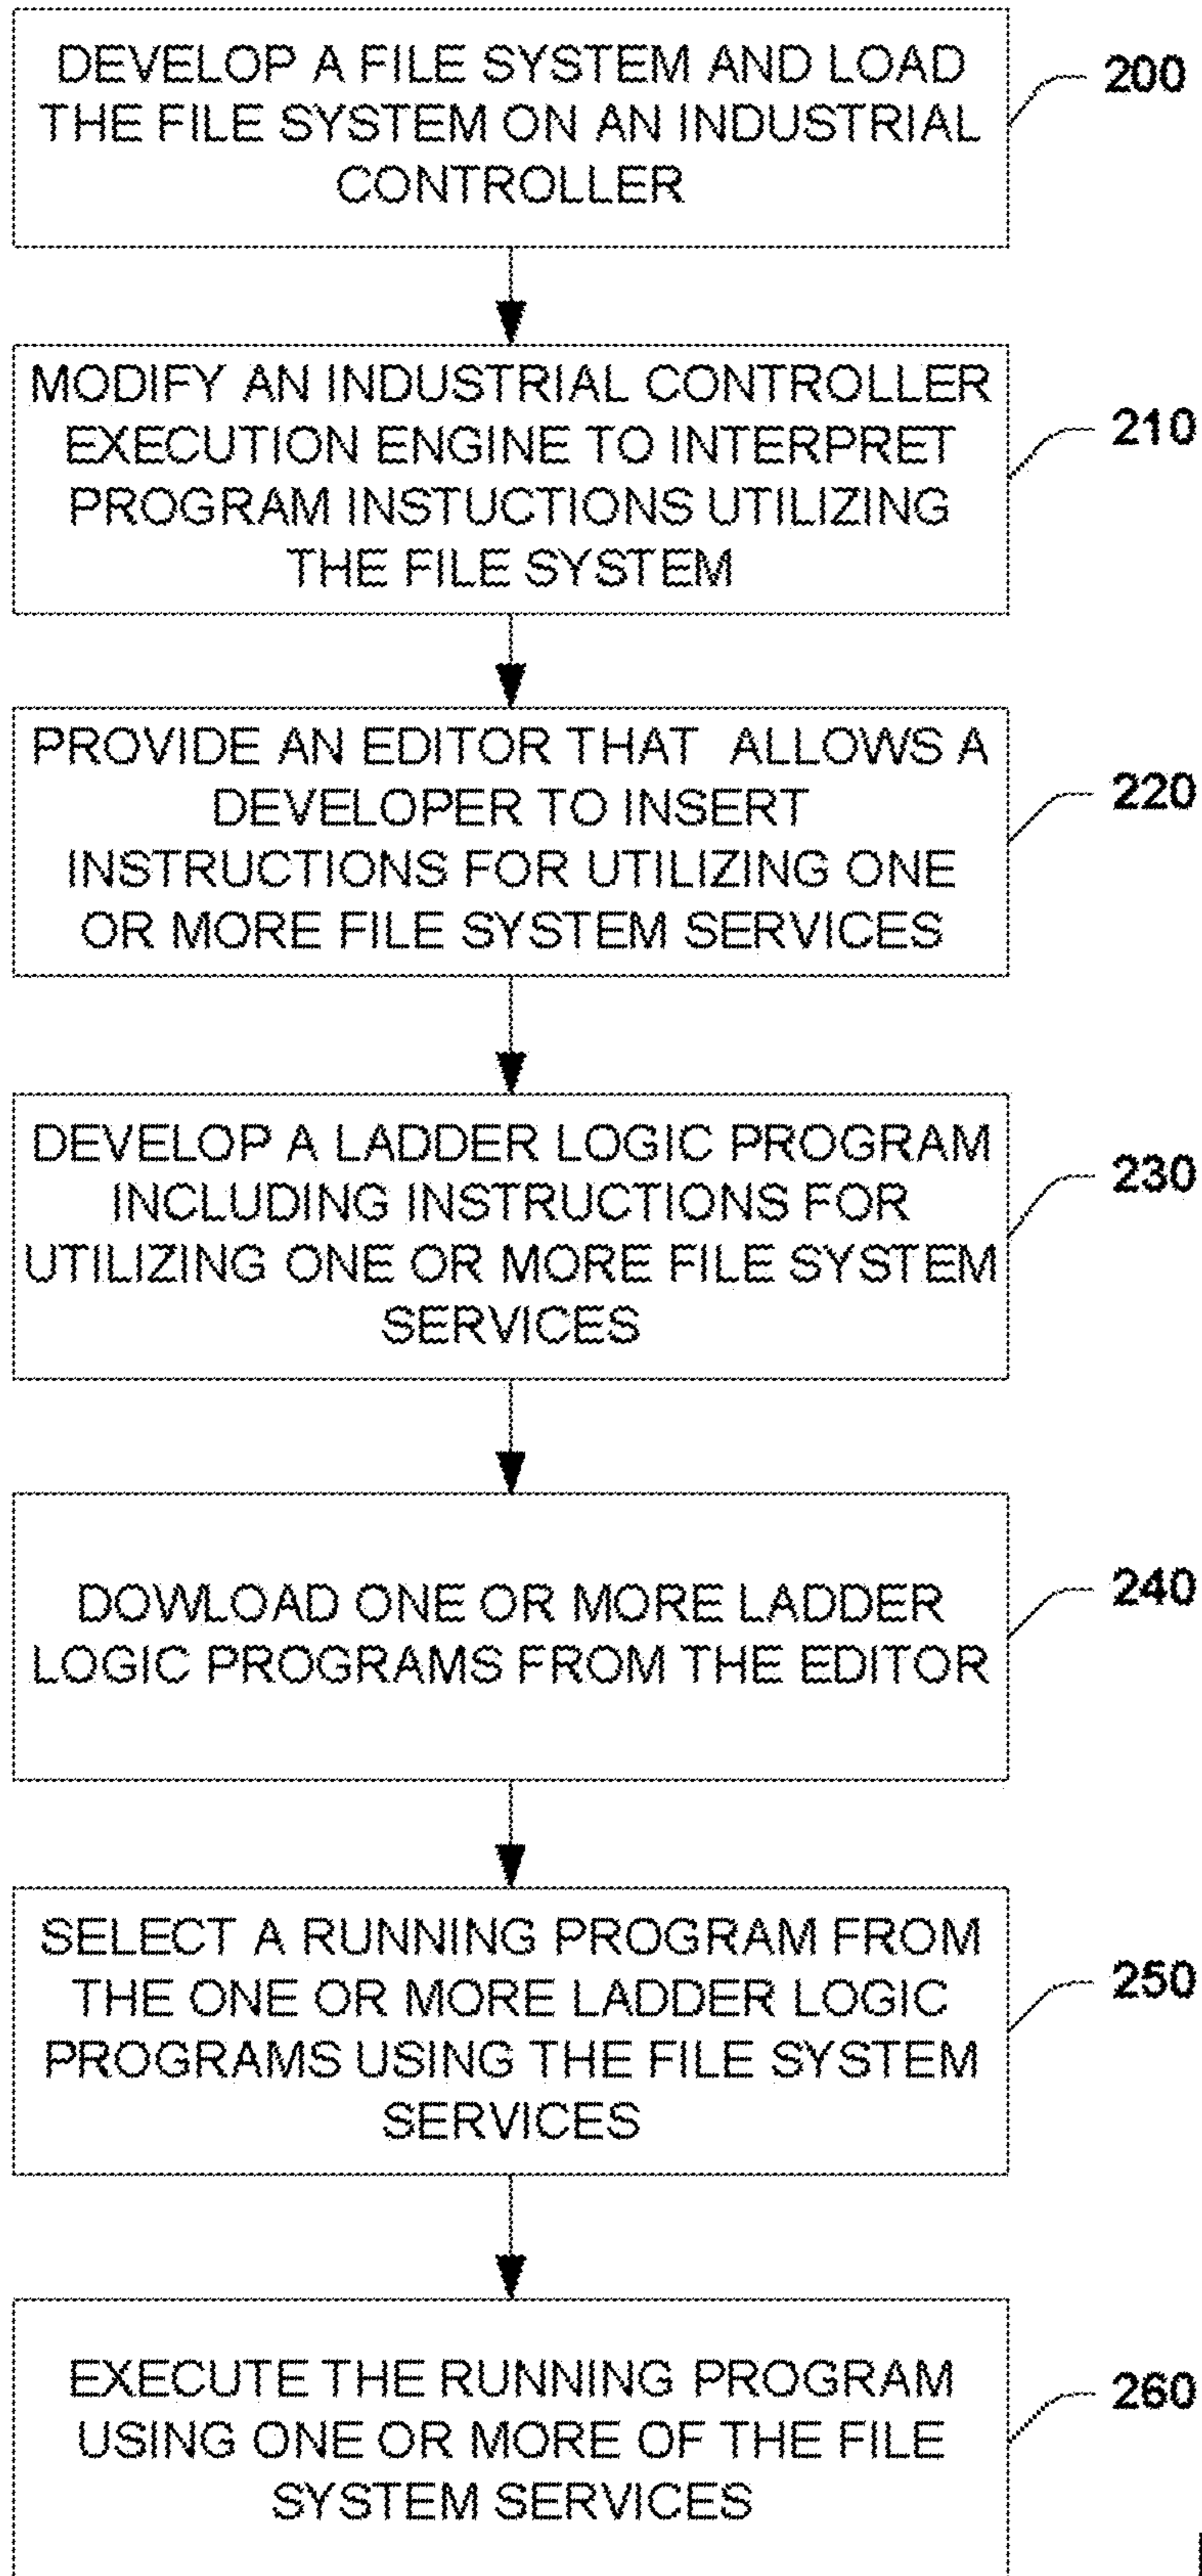 DEVELOP A FILE SYSTEM AND LOAD
THE FILE SYSTEM ON AN INDUSTRIAL
CONTROLLER
200
MODIFY AN INDUSTRIAL CONTROLLER
EXECUTION ENGINE TO INTERPRET
PROGRAM INSTUCTIONS UTILIZING
THE FILE SYSTEM
210
PROVIDE AN EDITOR THAT ALLOWS A
DEVELOPER TO INSERT
INSTRUCTIONS FOR UTILIZING ONE
OR MORE FILE SYSTEM SERVICES
220
DEVELOP A LADDER LOGIC PROGRAM
INCLUDING INSTRUCTIONS FOR
UTILIZING ONE OR MORE FILE SYSTEM
SERVICES
230
DOWLOAD ONE OR MORE LADDER
LOGIC PROGRAMS FROM THE EDITOR
240
SELECT A RUNNING PROGRAM FROM
THE ONE OR MORE LADDER LOGIC
PROGRAMS USING THE FILE SYSTEM
SERVICES
250
EXECUTE THE RUNNING PROGRAM
USING ONE OR MORE OF THE FILE
SYSTEM SERVICES
260